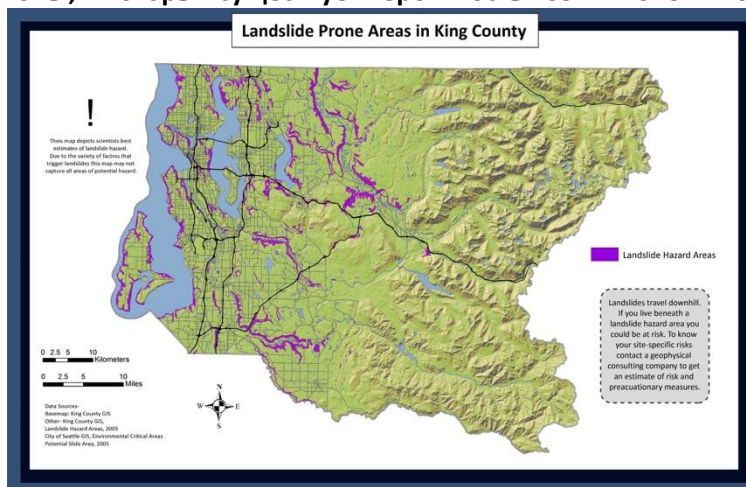 Landslide Prone Areas in King County
!
Theis map depicts scientists best
estimates of landslide hazard.
Due to the variety of factros that
trigger landslides this map may not
capture all areas of potential hazard.
Landslide Hazard Areas
Landslides travel downhill.
If you live beneath a
landslide hazard area you
could be at risk. To know
your site-specific risks
contact a geophysical
consulting company to get
an estimate of risk and
preacuationary measures.
0 2.5 5 10
Kilometers
0 2.5 5 10
Miles
N
W E
S
Data Sources-
Basemap: King County GIS
Other- King County GIS,
Landslide Hazard Areas, 2003
City of Seattle GIS, Environmental Critical Areas
Potential Slide Area, 2005